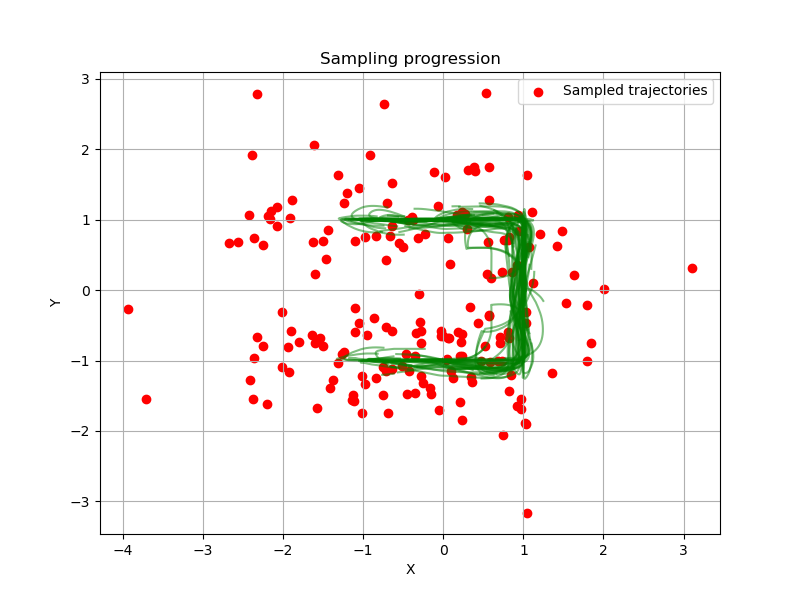 Sampling progression
Sampled trajectories
3
2
1
0
−1
−2
−3
Y
−4 −3 −2 −1 0 1 2 3
X